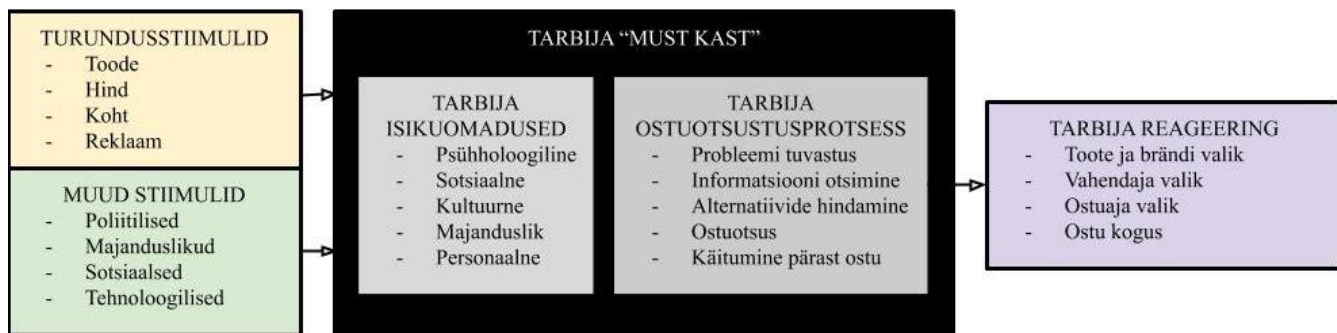 TURUNDUSSTIIMULID
- Toode
- Hind
- Koht
- Reklaam
MUUD STIIMULID
- Poliitilised
- Majanduslikud
- Sotsiaalsed
- Tehnoloogilised
TARBIJA “MUST KAST”
TARBIJA
ISIKUOMADUSED
- Psühholoogiline
- Sotsiaalne
- Kultuurne
- Majanduslik
- Personaalne
TARBIJA
OSTUOTSUSTUSPROTSESS
- Probleemi tuvastus
- Informatsiooni otsimine
- Alternatiivide hindamine
- Ostuotsus
- Käitumine pärast ostu
TARBIJA REAGEERING
- Toote ja brändi valik
- Vahendaja valik
- Ostuaja valik
- Ostu kogus